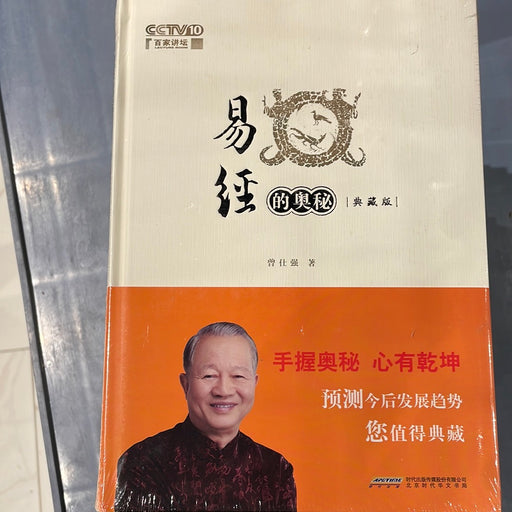 CCTV10
百家讲坛
LECTURE ROOM
易經
的奥秘
典藏版
曾仕强 著
手握奥秘 心有乾坤
预测今后发展趋势
您值得典藏
时代出版传媒股份有限公司
北京时代华文书局